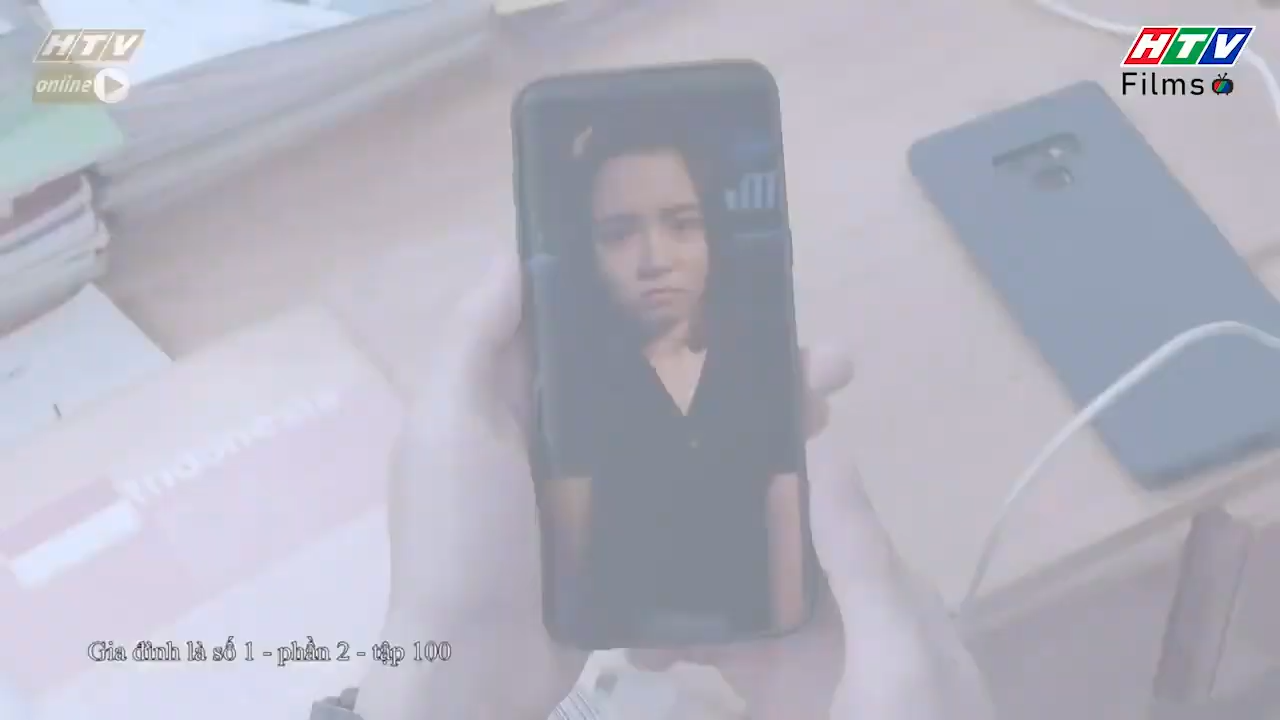 HTV
online
HTV
Films
Gia đình là số 1 - phần 2 - tập 100